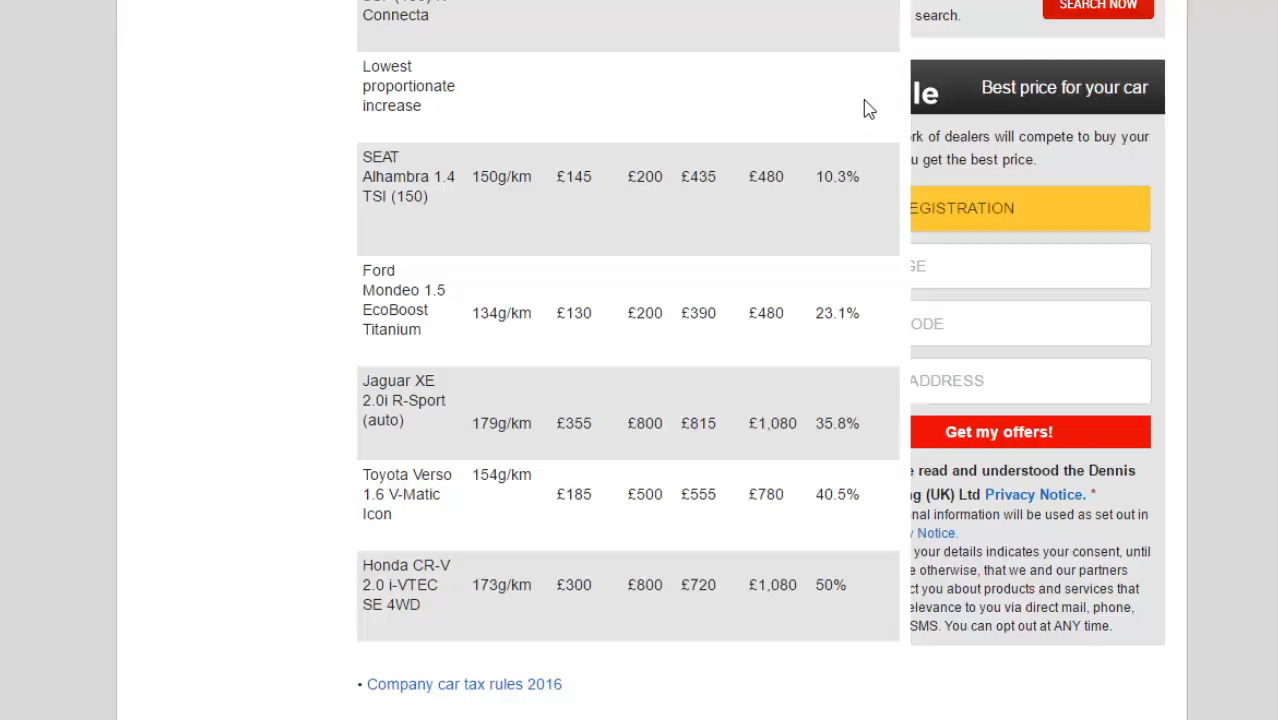 Connecta
search.
SEARCH NOW
Lowest
proportionate
increase
SEAT
Alhambra 1.4
TSI (150)
150g/km £145 £200 £435 £480 10.3%
Ford
Mondeo 1.5
EcoBoost
Titanium
134g/km £130 £200 £390 £480 23.1%
Jaguar XE
2.0i R-Sport
(auto)
179g/km £355 £800 £815 £1,080 35.8%
Toyota Verso
1.6 V-Matic
Icon
154g/km
£185 £500 £555 £780 40.5%
Honda CR-V
2.0 i-VTEC
SE 4WD
173g/km £300 £800 £720 £1,080 50%
• Company car tax rules 2016
le Best price for your car
rk of dealers will compete to buy your
u get the best price.
EGISTRATION
GE
ODE
ADDRESS
Get my offers!
e read and understood the Dennis
ng (UK) Ltd Privacy Notice. *
nal information will be used as set out in
y Notice.
your details indicates your consent, until
e otherwise, that we and our partners
ct you about products and services that
elevance to you via direct mail, phone,
SMS. You can opt out at ANY time.